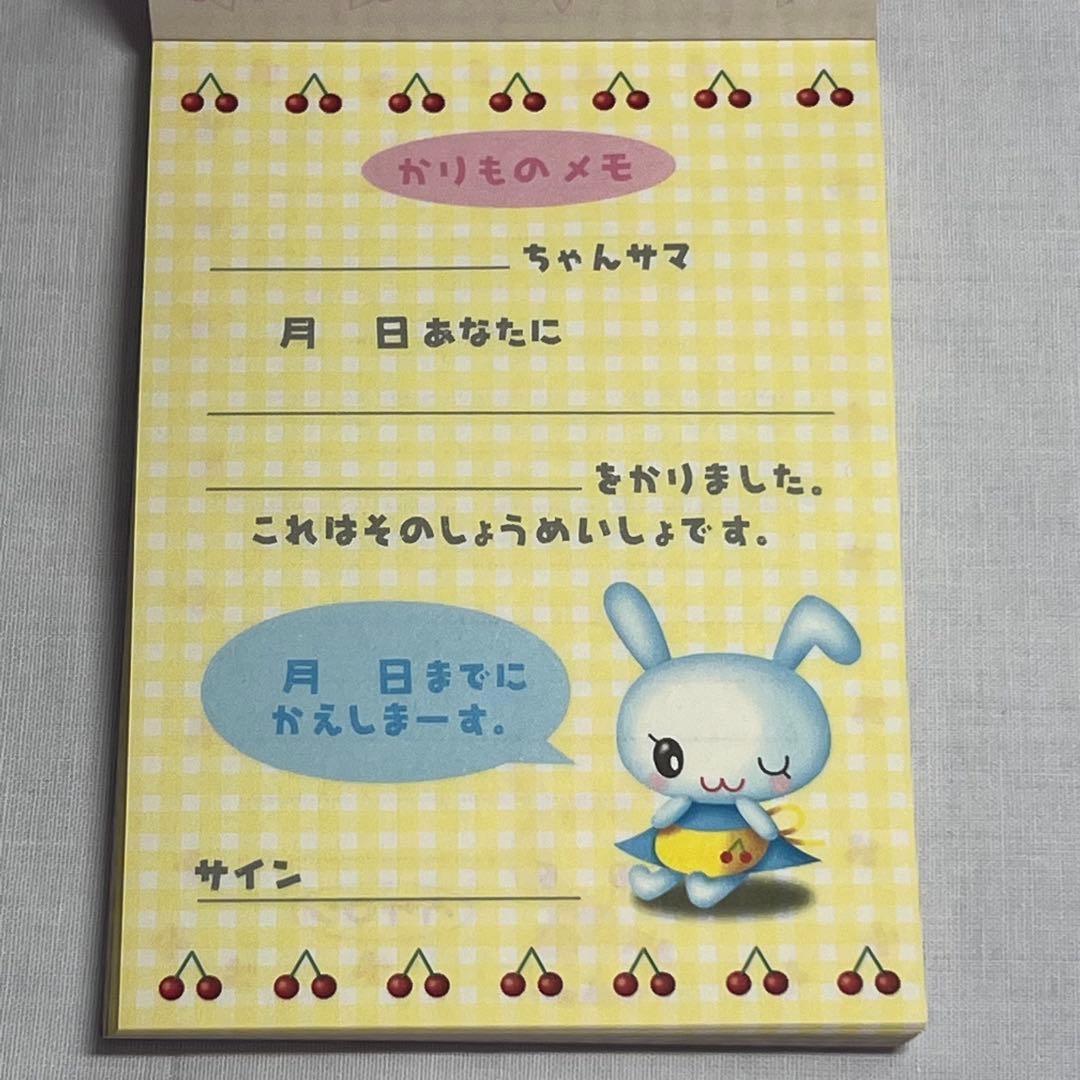 かりものメモ
ちゃんサマ
月 日あなたに
をかりました。
これはそのしょうめいしょです。
月 日までに
かえしまーす。
サイン